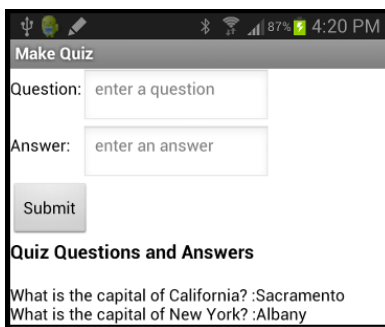 87% 4:20 PM
Make Quiz
Question: enter a question
Answer: enter an answer
Submit
Quiz Questions and Answers
What is the capital of California? :Sacramento
What is the capital of New York? :Albany